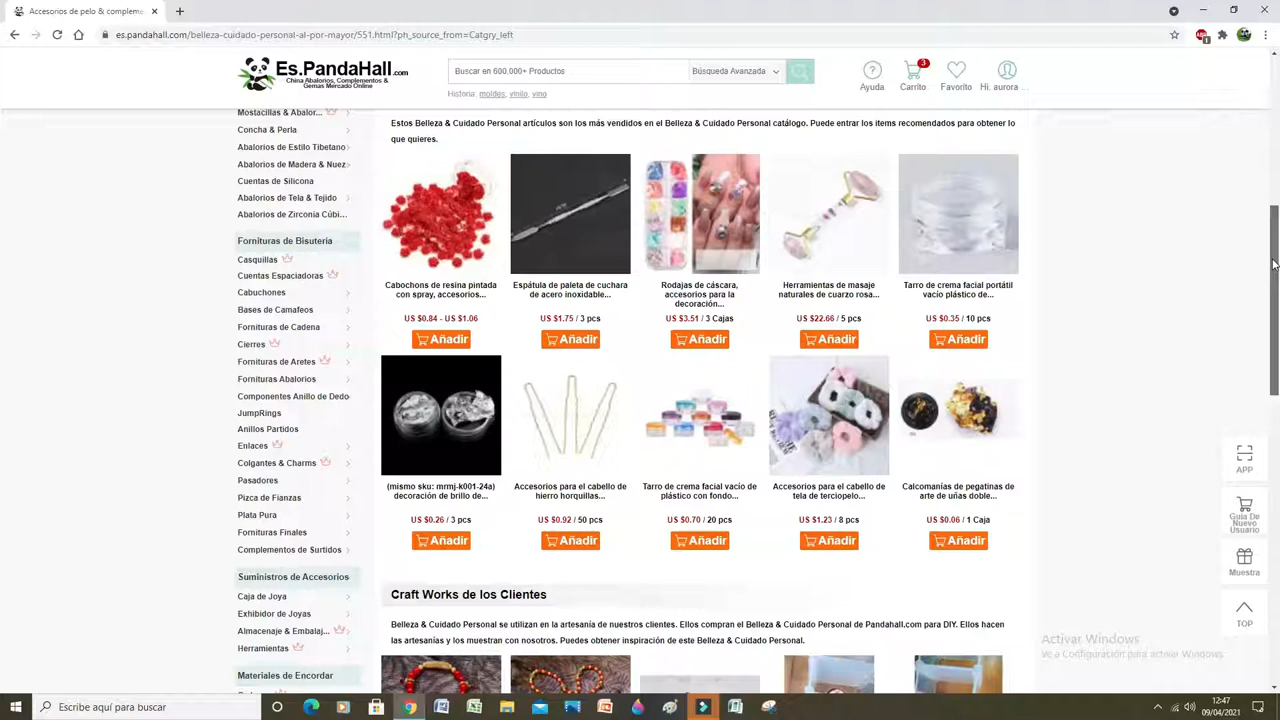 Accesorios de pelo & complemen
es.pandahall.com/belleza-cuidado-personal-al-por-mayor/551.html?ph_source_from=Catgry_left
Es.PandaHall.com
China Abalorios, Complementos &
Gemas Mercado Online
Buscar en 600,000+ Productos
Búsqueda Avanzada
Historia: moldes, vinilo, vino
Ayuda
3
Carrito
Favorito
Hi. aurora ...
Mostacillas & Abalor...
Concha & Perla
Abalorios de Estilo Tibetano
Abalorios de Madera & Nuez
Cuentas de Silicona
Abalorios de Tela & Tejido
Abalorios de Zirconia Cúbi...
Fornituras de Bisuteria
Casquillas
Cuentas Espaciadoras
Cabuchones
Bases de Camafeos
Fornituras de Cadena
Cierres
Fornituras de Aretes
Fornituras Abalorios
Componentes Anillo de Dedo
JumpRings
Anillos Partidos
Enlaces
Colgantes & Charms
Pasadores
Pizca de Fianzas
Plata Pura
Fornituras Finales
Complementos de Surtidos
Suministros de Accesorios
Caja de Joya
Exhibidor de Joyas
Almacenaje & Embalaj...
Herramientas
Materiales de Encordar
Estos Belleza & Cuidado Personal artículos son los más vendidos en el Belleza & Cuidado Personal catálogo. Puede entrar los items recomendados para obtener lo
que quieres.
Cabochons de resina pintada
con spray, accesorios...
US $0.84 - US $1.06
Añadir
Espátula de paleta de cuchara
de acero inoxidable...
US $1.75 / 3 pcs
Añadir
Rodajas de cáscara,
accesorios para la
decoración...
US $3.51 / 3 Cajas
Añadir
Herramientas de masaje
naturales de cuarzo rosa...
US $22.66 / 5 pcs
Añadir
Tarro de crema facial portátil
vacío plástico de...
US $0.35 / 10 pcs
Añadir
(mismo sku: mrmj-k001-24a)
decoración de brillo de...
US $0.26 / 3 pcs
Añadir
Accesorios para el cabello de
hierro horquillas...
US $0.92 / 50 pcs
Añadir
Tarro de crema facial vacío de
plástico con fondo...
US $0.70 / 20 pcs
Añadir
Accesorios para el cabello de
tela de terciopelo...
US $1.23 / 8 pcs
Añadir
Calcomanías de pegatinas de
arte de uñas doble...
US $0.06 / 1 Caja
Añadir
Craft Works de los Clientes
Belleza & Cuidado Personal se utilizan en la artesanía de nuestros clientes. Ellos compran el Belleza & Cuidado Personal de Pandahall.com para DIY. Ellos hacen
las artesanías y los muestran con nosotros. Puedes obtener inspiración de este Belleza & Cuidado Personal.
APP
Guía De
Nuevo
Usuario
Muestra
TOP
Activar Windows
Ve a Configuración para activar Windows.
Escribe aquí para buscar
12:47
09/04/2021